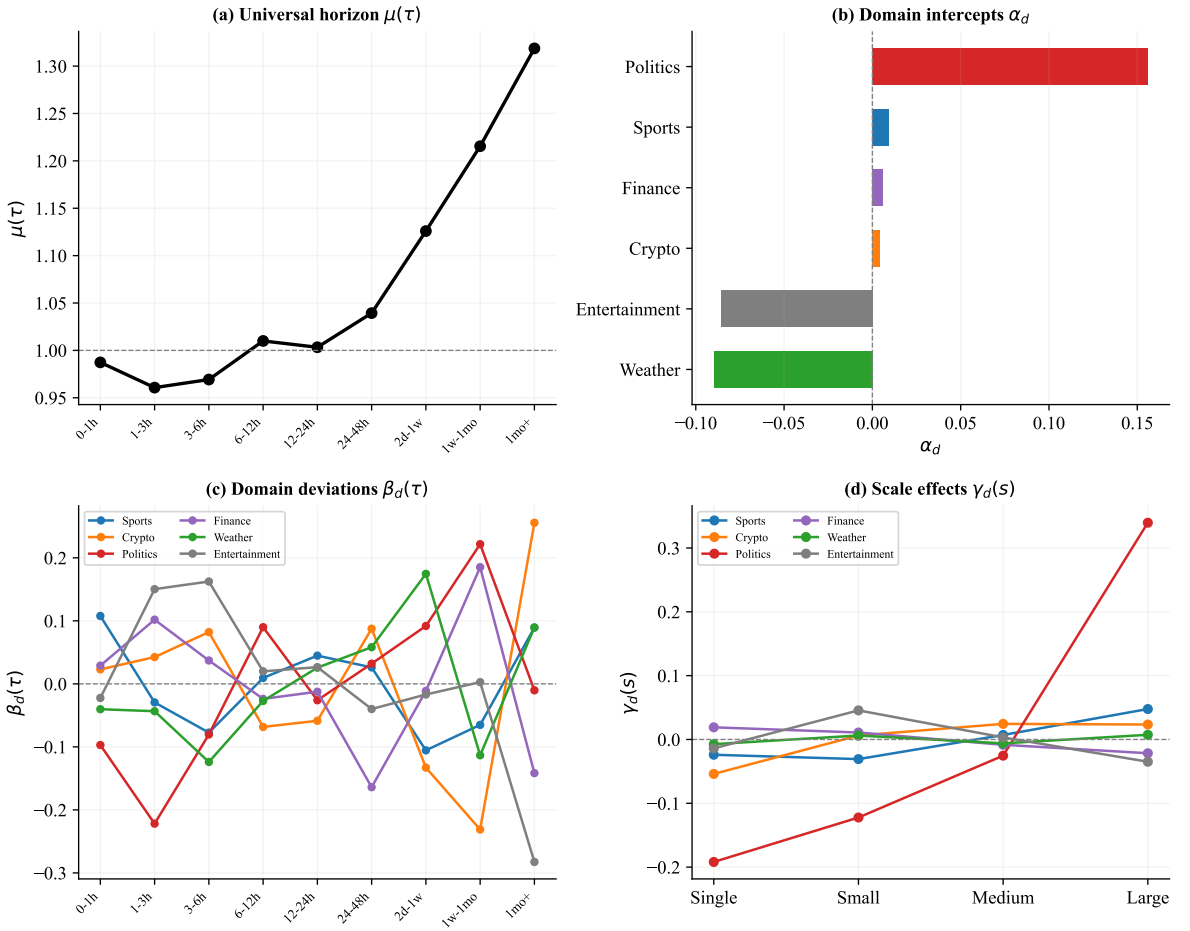 (a) Universal horizon μ(τ)
μ(τ)
1.30
1.25
1.20
1.15
1.10
1.05
1.00
0.95
0-1h
1-3h
3-6h
6-12h
12-24h
24-48h
2d-1w
1w-1mo
1mo+
(b) Domain intercepts α_d
Politics
Sports
Finance
Crypto
Entertainment
Weather
−0.10
−0.05
0.00
0.05
0.10
0.15
α_d
(c) Domain deviations β_d(τ)
Sports
Crypto
Politics
Finance
Weather
Entertainment
β_d(τ)
0.2
0.1
0.0
−0.1
−0.2
−0.3
0-1h
1-3h
3-6h
6-12h
12-24h
24-48h
2d-1w
1w-1mo
1mo+
(d) Scale effects γ_d(s)
Sports
Crypto
Politics
Finance
Weather
Entertainment
γ_d(s)
0.3
0.2
0.1
0.0
−0.1
−0.2
Single
Small
Medium
Large